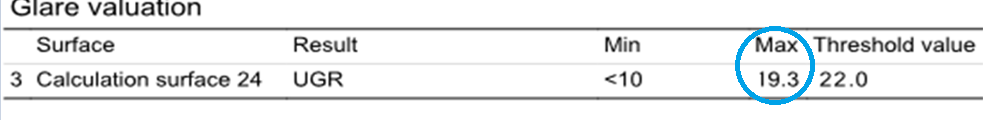 Glare valuation
Surface Result Min Max Threshold value
3 Calculation surface 24 UGR <10 19.3 22.0